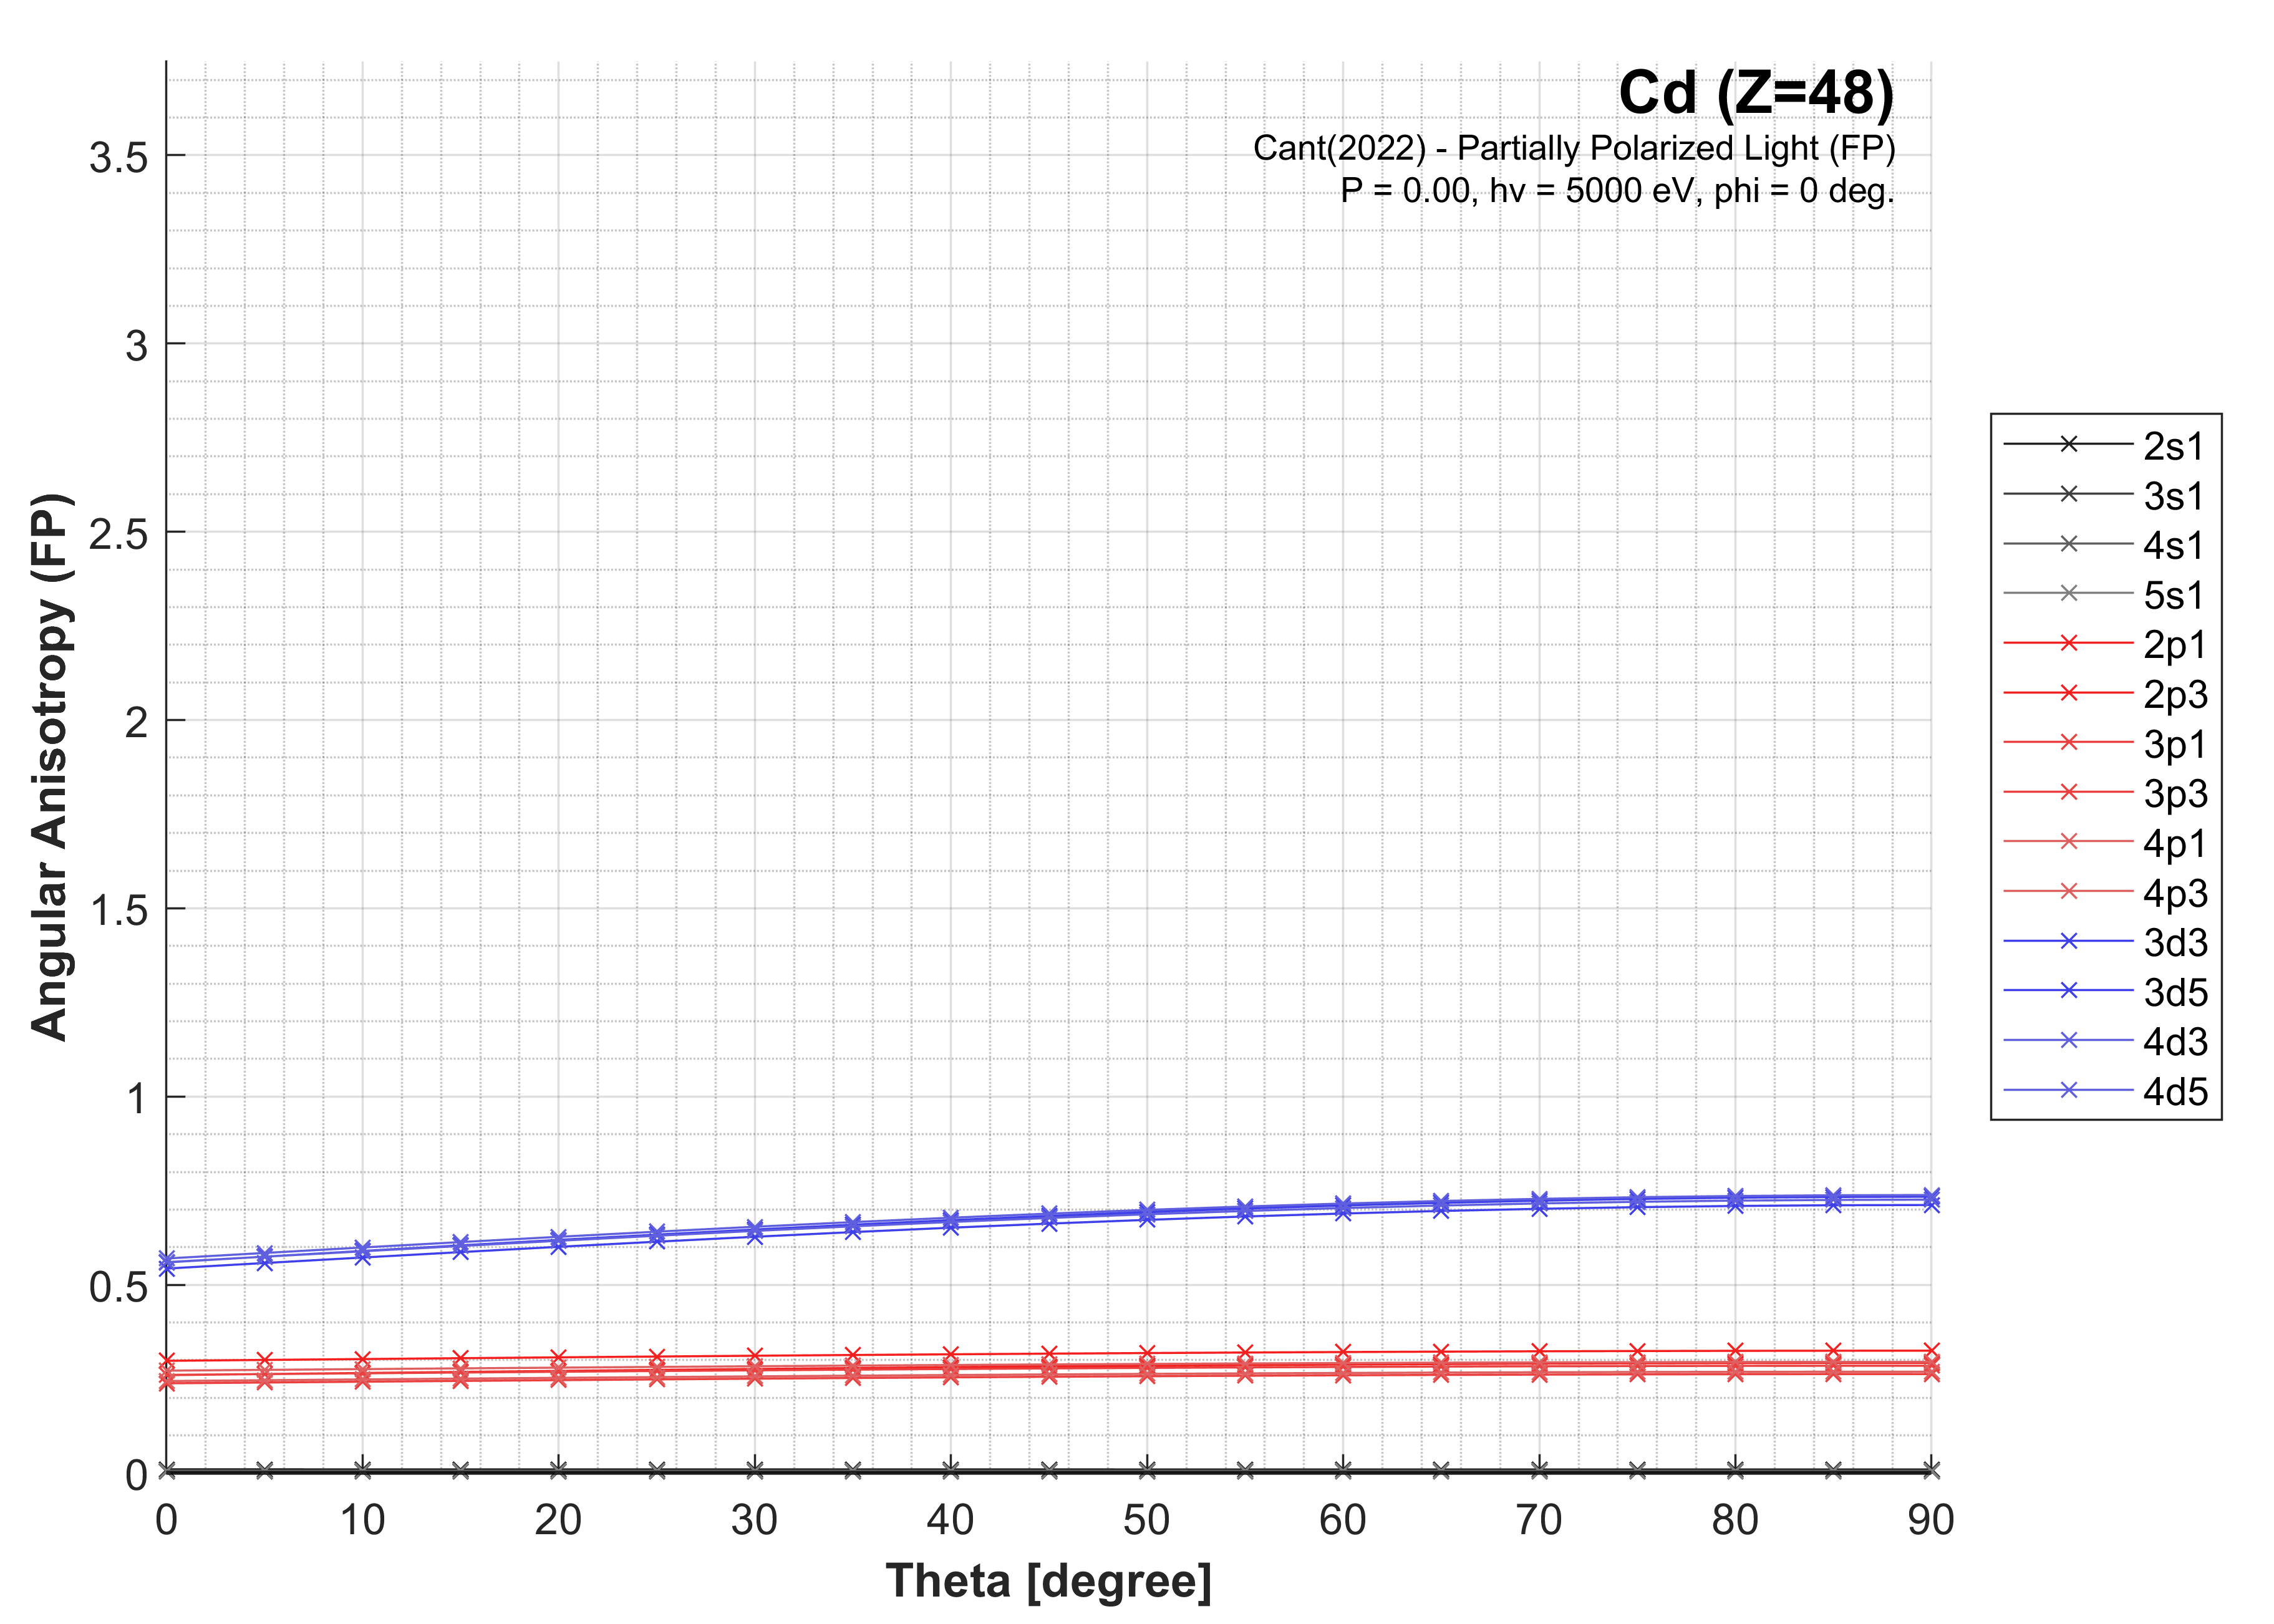 Cd (Z=48)
Cant(2022) - Partially Polarized Light (FP)
P = 0.00, hv = 5000 eV, phi = 0 deg.
3.5
3
2.5
2
1.5
1
0.5
0
Angular Anisotropy (FP)
0 10 20 30 40 50 60 70 80 90
Theta [degree]
2s1
3s1
4s1
5s1
2p1
2p3
3p1
3p3
4p1
4p3
3d3
3d5
4d3
4d5